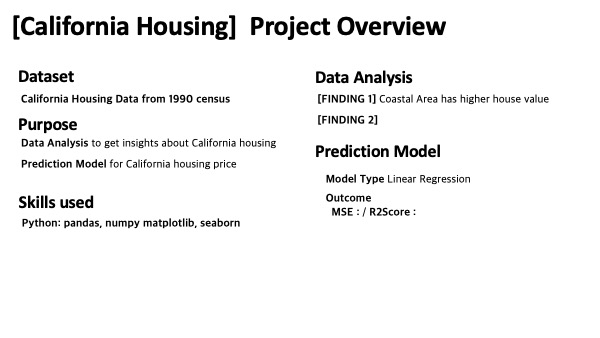 [California Housing]  Project Overview
Dataset
California Housing Data from 1990 census
Purpose
Data Analysis to get insights about California housing
Prediction Model for California housing price
Skills used
Python: pandas, numpy matplotlib, seaborn
Data Analysis
[FINDING 1] Coastal Area has higher house value
[FINDING 2]
Prediction Model
Model Type Linear Regression
Outcome
MSE : / R2Score :